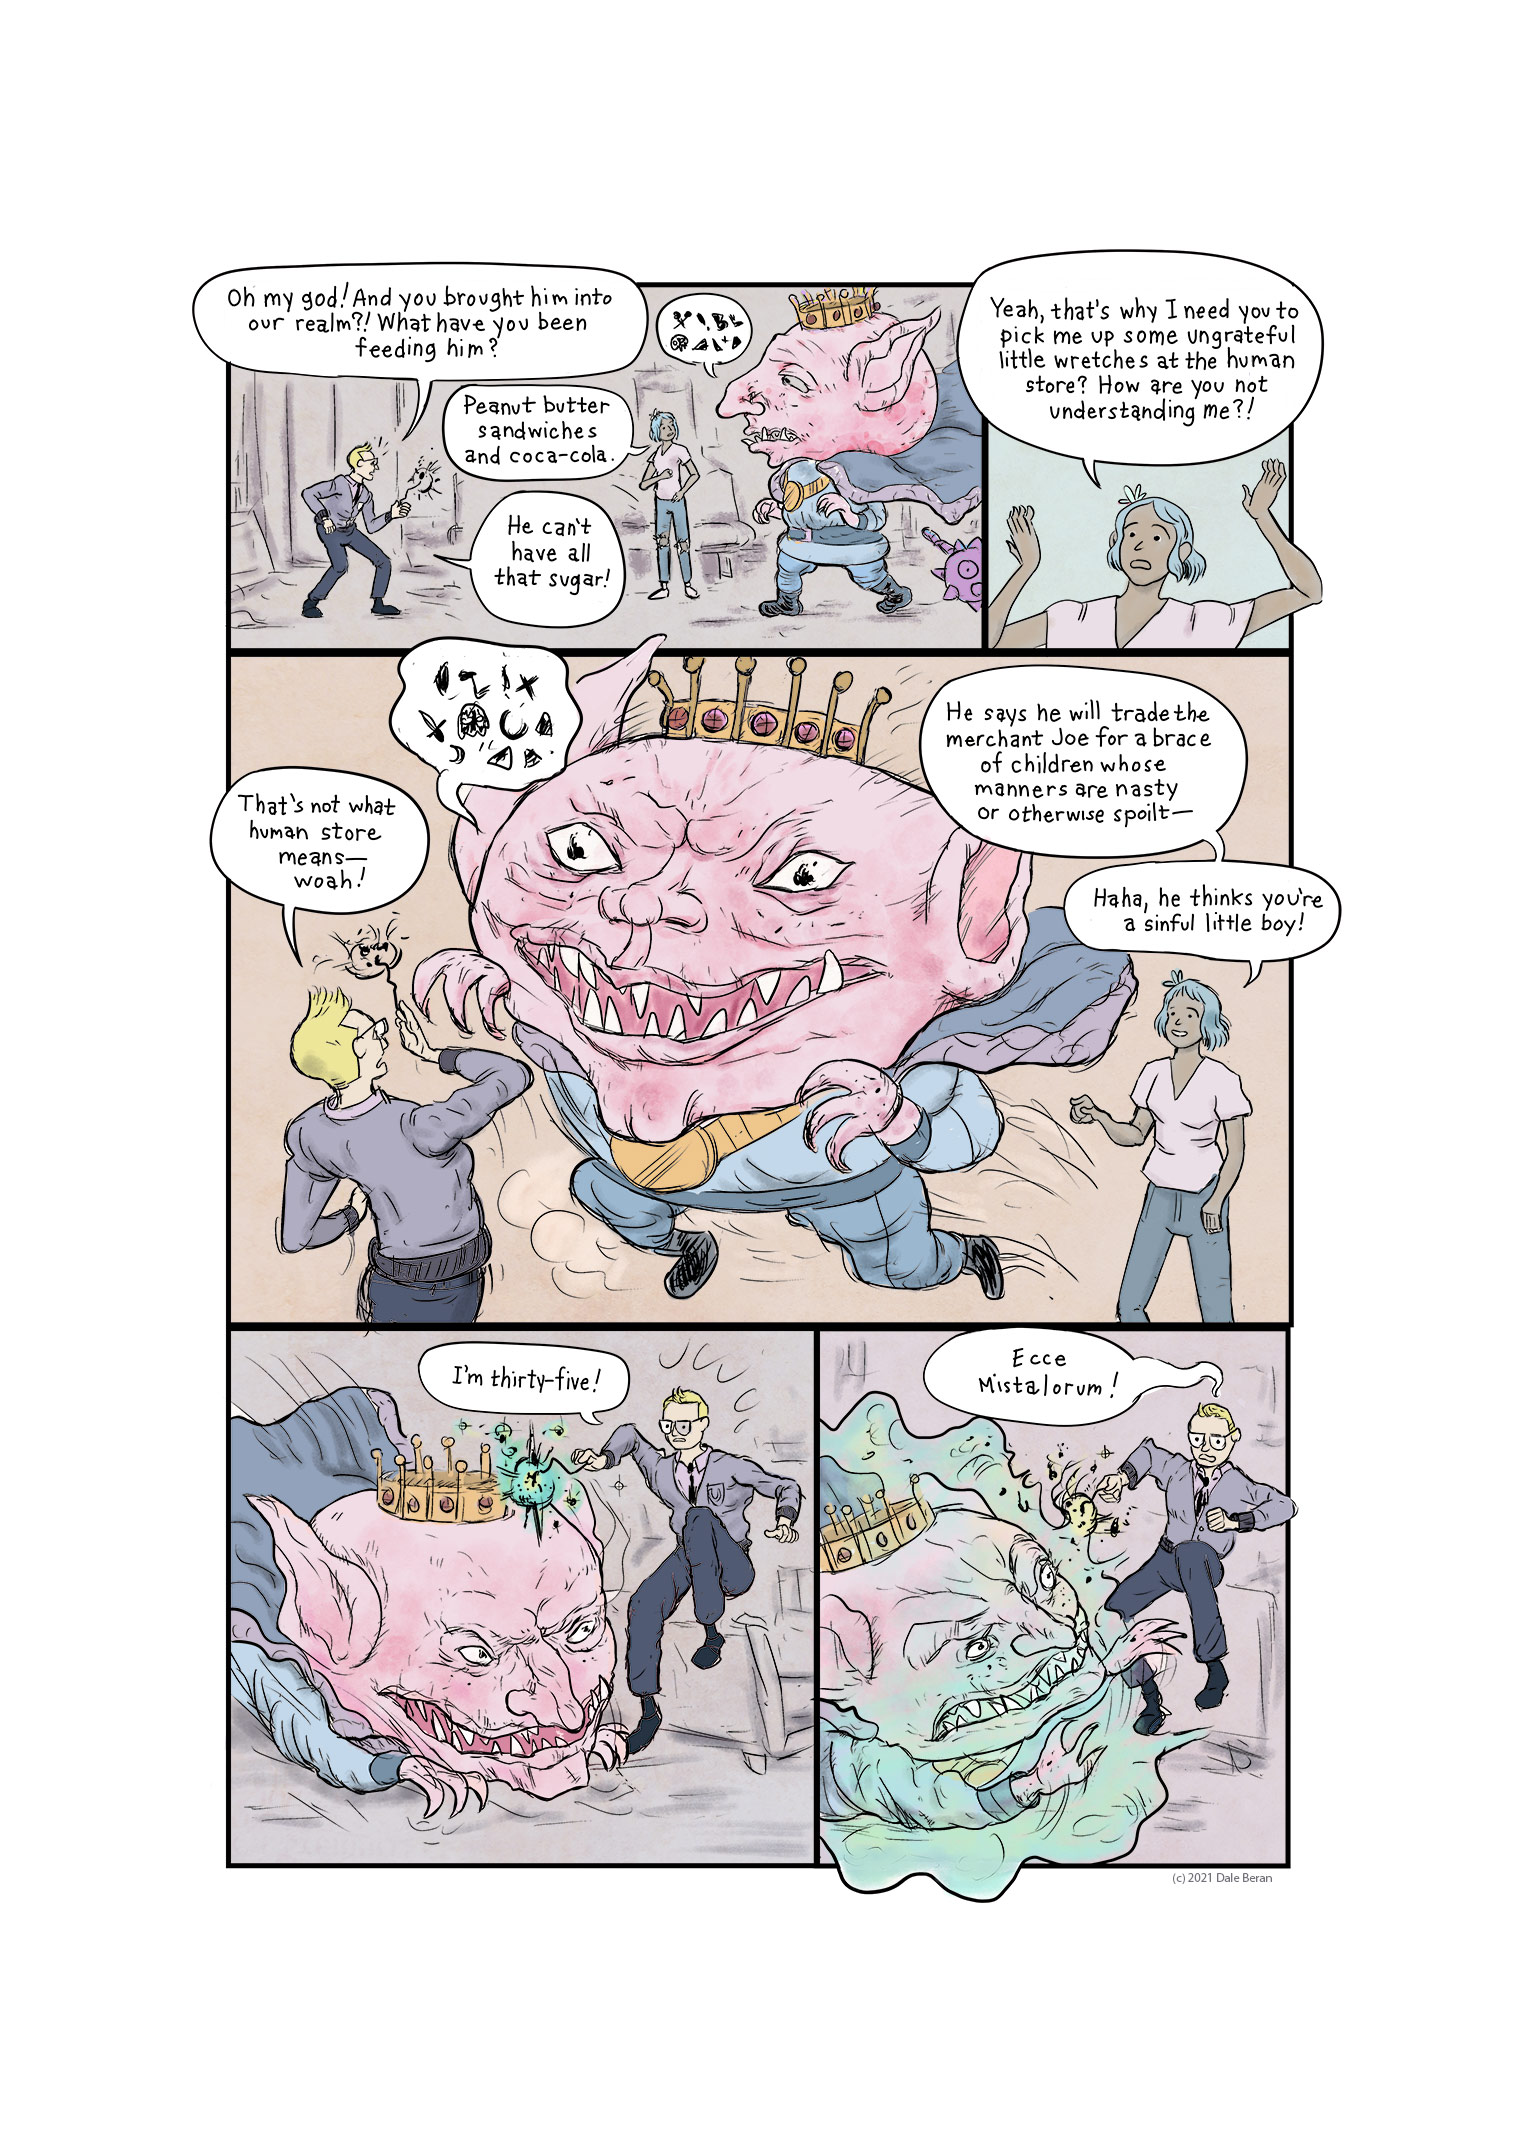 Oh my god! And you brought him into
our realm?! What have you been
feeding him?
Peanut butter
sandwiches
and coca-cola.
He can't
have all
that sugar!
Yeah, that's why I need you to
pick me up some ungrateful
little wretches at the human
store? How are you not
understanding me?!
That's not what
human store
means—
woah!
He says he will trade the
merchant Joe for a brace
of children whose
manners are nasty
or otherwise spoilt—
Haha, he thinks you're
a sinful little boy!
I'm thirty-five!
Ecce
Mistalorum!
(c) 2021 Dale Beran